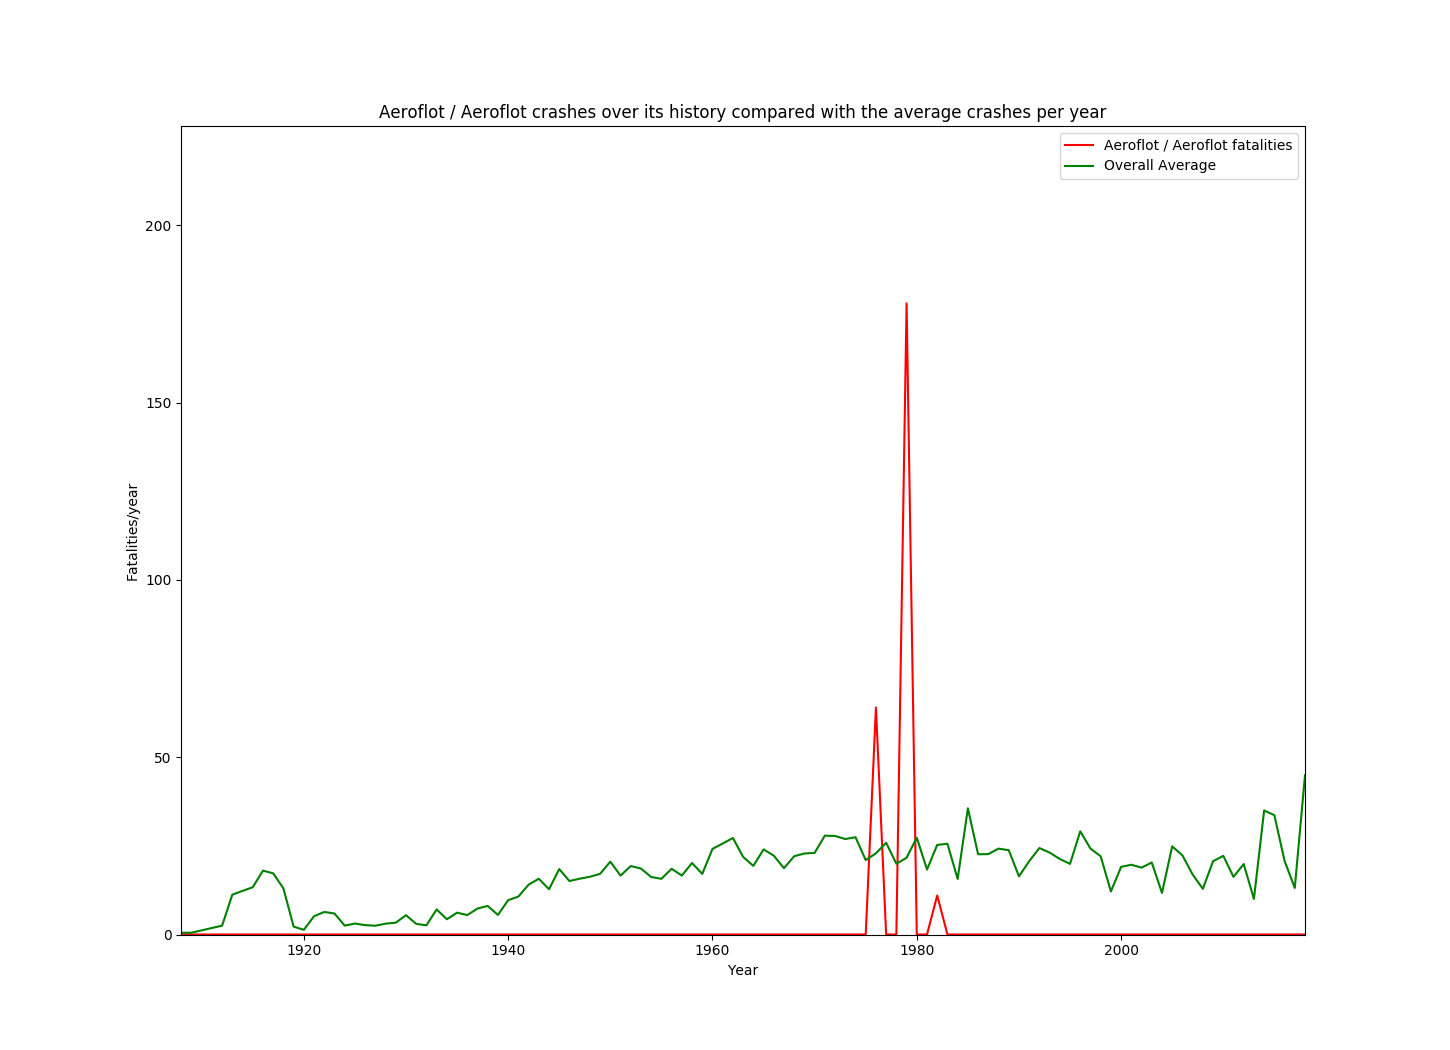 Aeroflot / Aeroflot crashes over its history compared with the average crashes per year
Aeroflot / Aeroflot fatalities
Overall Average
200
150
100
50
0
Fatalities/year
1920 1940 1960 1980 2000
Year